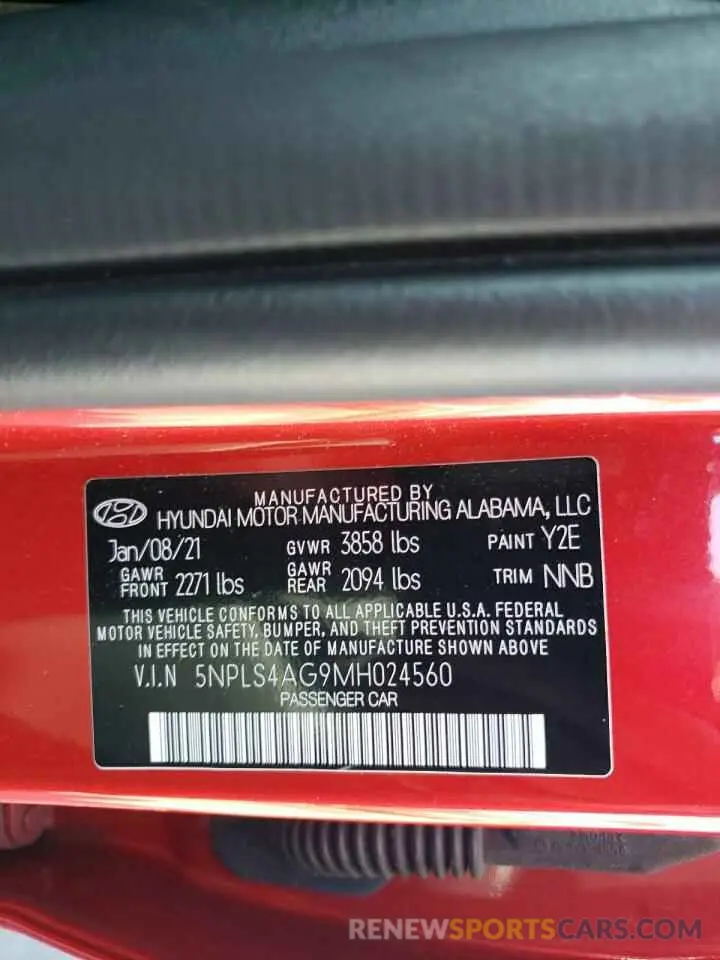 MANUFACTURED BY
HYUNDAI MOTOR MANUFACTURING ALABAMA, LLC
Jan/08/21 GVWR 3858 lbs PAINT Y2E
GAWR FRONT 2271 lbs GAWR REAR 2094 lbs TRIM NNB
THIS VEHICLE CONFORMS TO ALL APPLICABLE U.S.A. FEDERAL
MOTOR VEHICLE SAFETY, BUMPER, AND THEFT PREVENTION STANDARDS
IN EFFECT ON THE DATE OF MANUFACTURE SHOWN ABOVE
V.I.N 5NPLS4AG9MH024560
PASSENGER CAR
RENEWSPORTSCARS.COM